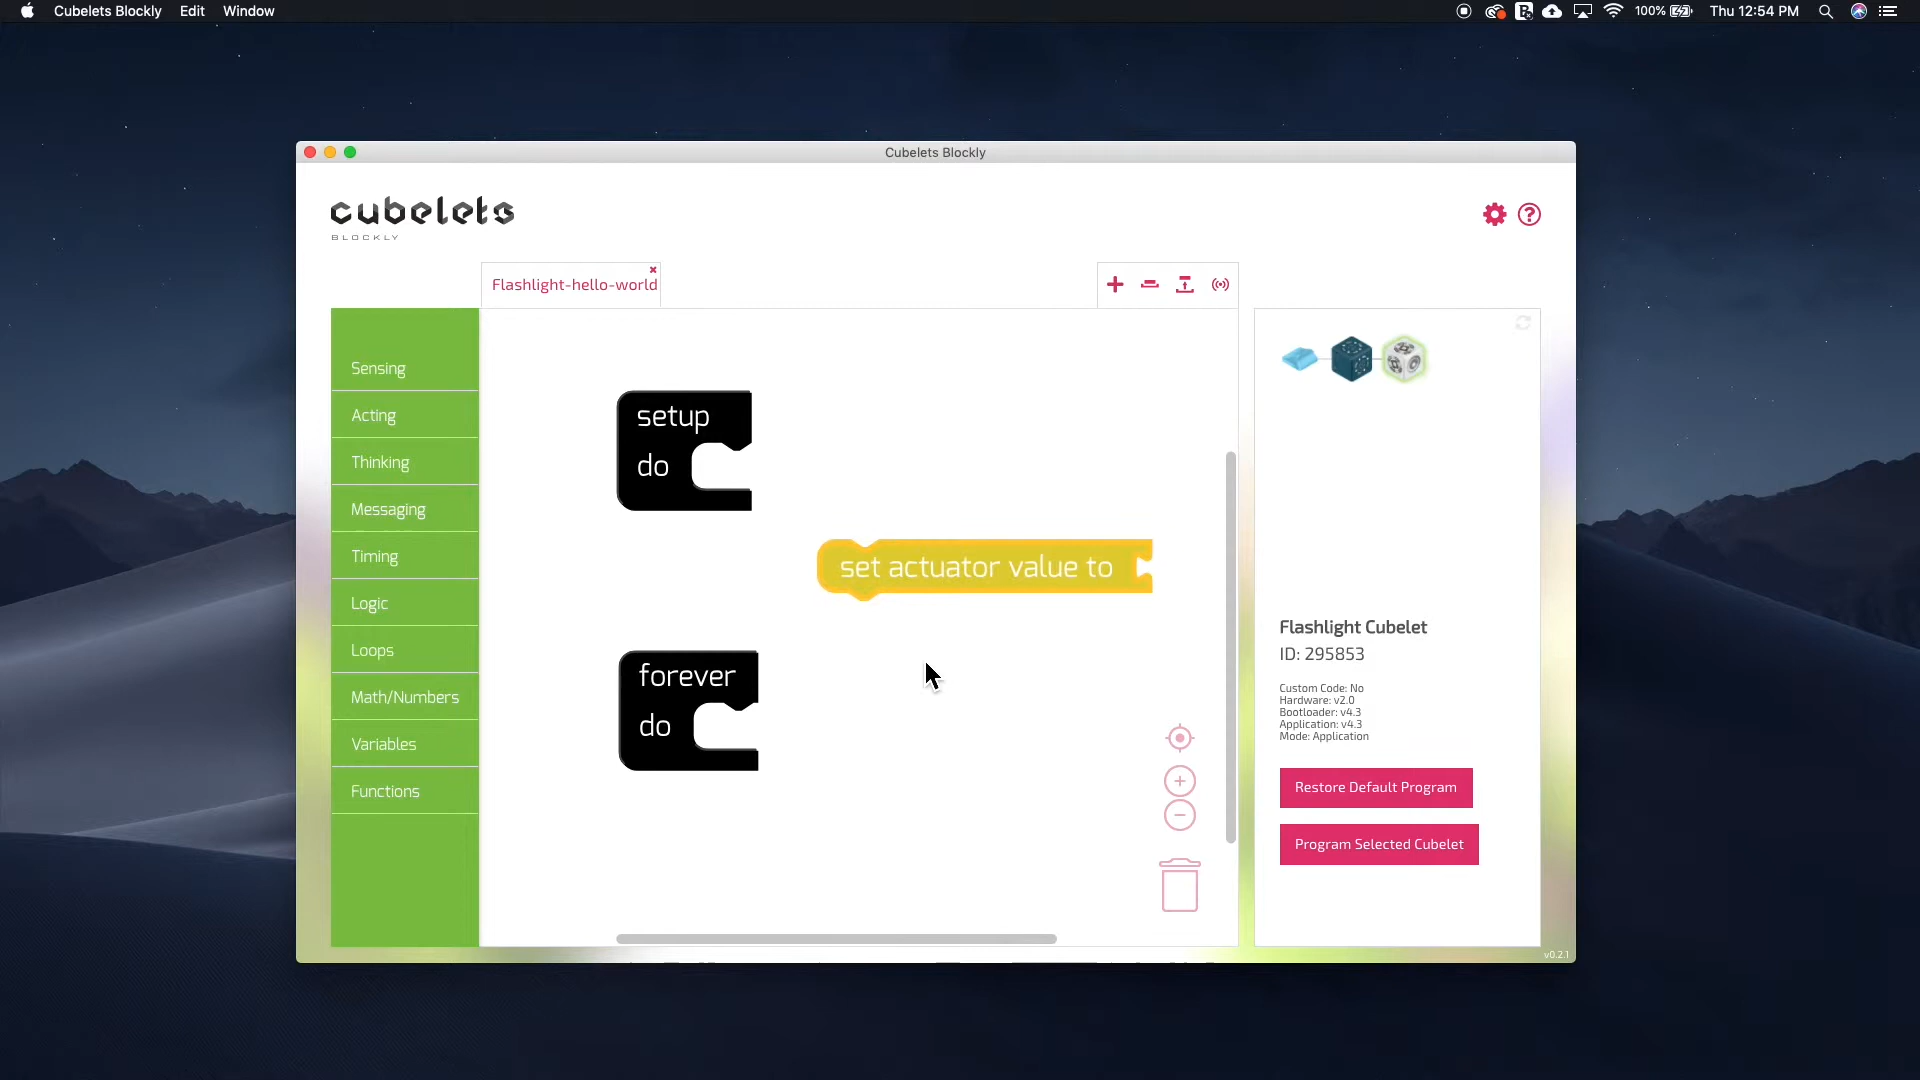 Cubelets Blockly Edit Window
100% Thu 12:54 PM
Cubelets Blockly
cubelets
BLOCKLY
Flashlight-hello-world
Sensing
Acting
Thinking
Messaging
Timing
Logic
Loops
Math/Numbers
Variables
Functions
setup
do
set actuator value to
forever
do
Flashlight Cubelet
ID: 295853
Custom Code: No
Hardware: v2.0
Bootloader: v4.3
Application: v4.3
Mode: Application
Restore Default Program
Program Selected Cubelet
v0.2.1